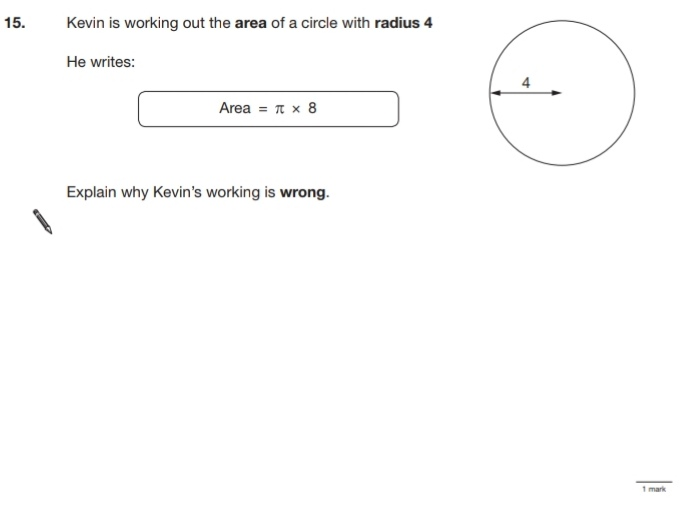 15. Kevin is working out the area of a circle with radius 4
He writes:
4
Area = π × 8
Explain why Kevin's working is wrong.
1 mark